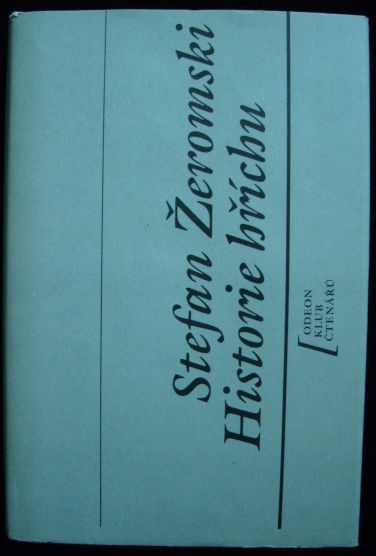 Stefan Žeromski
Historie hříchu
ODEON
KLUB
ČTENÁŘŮ